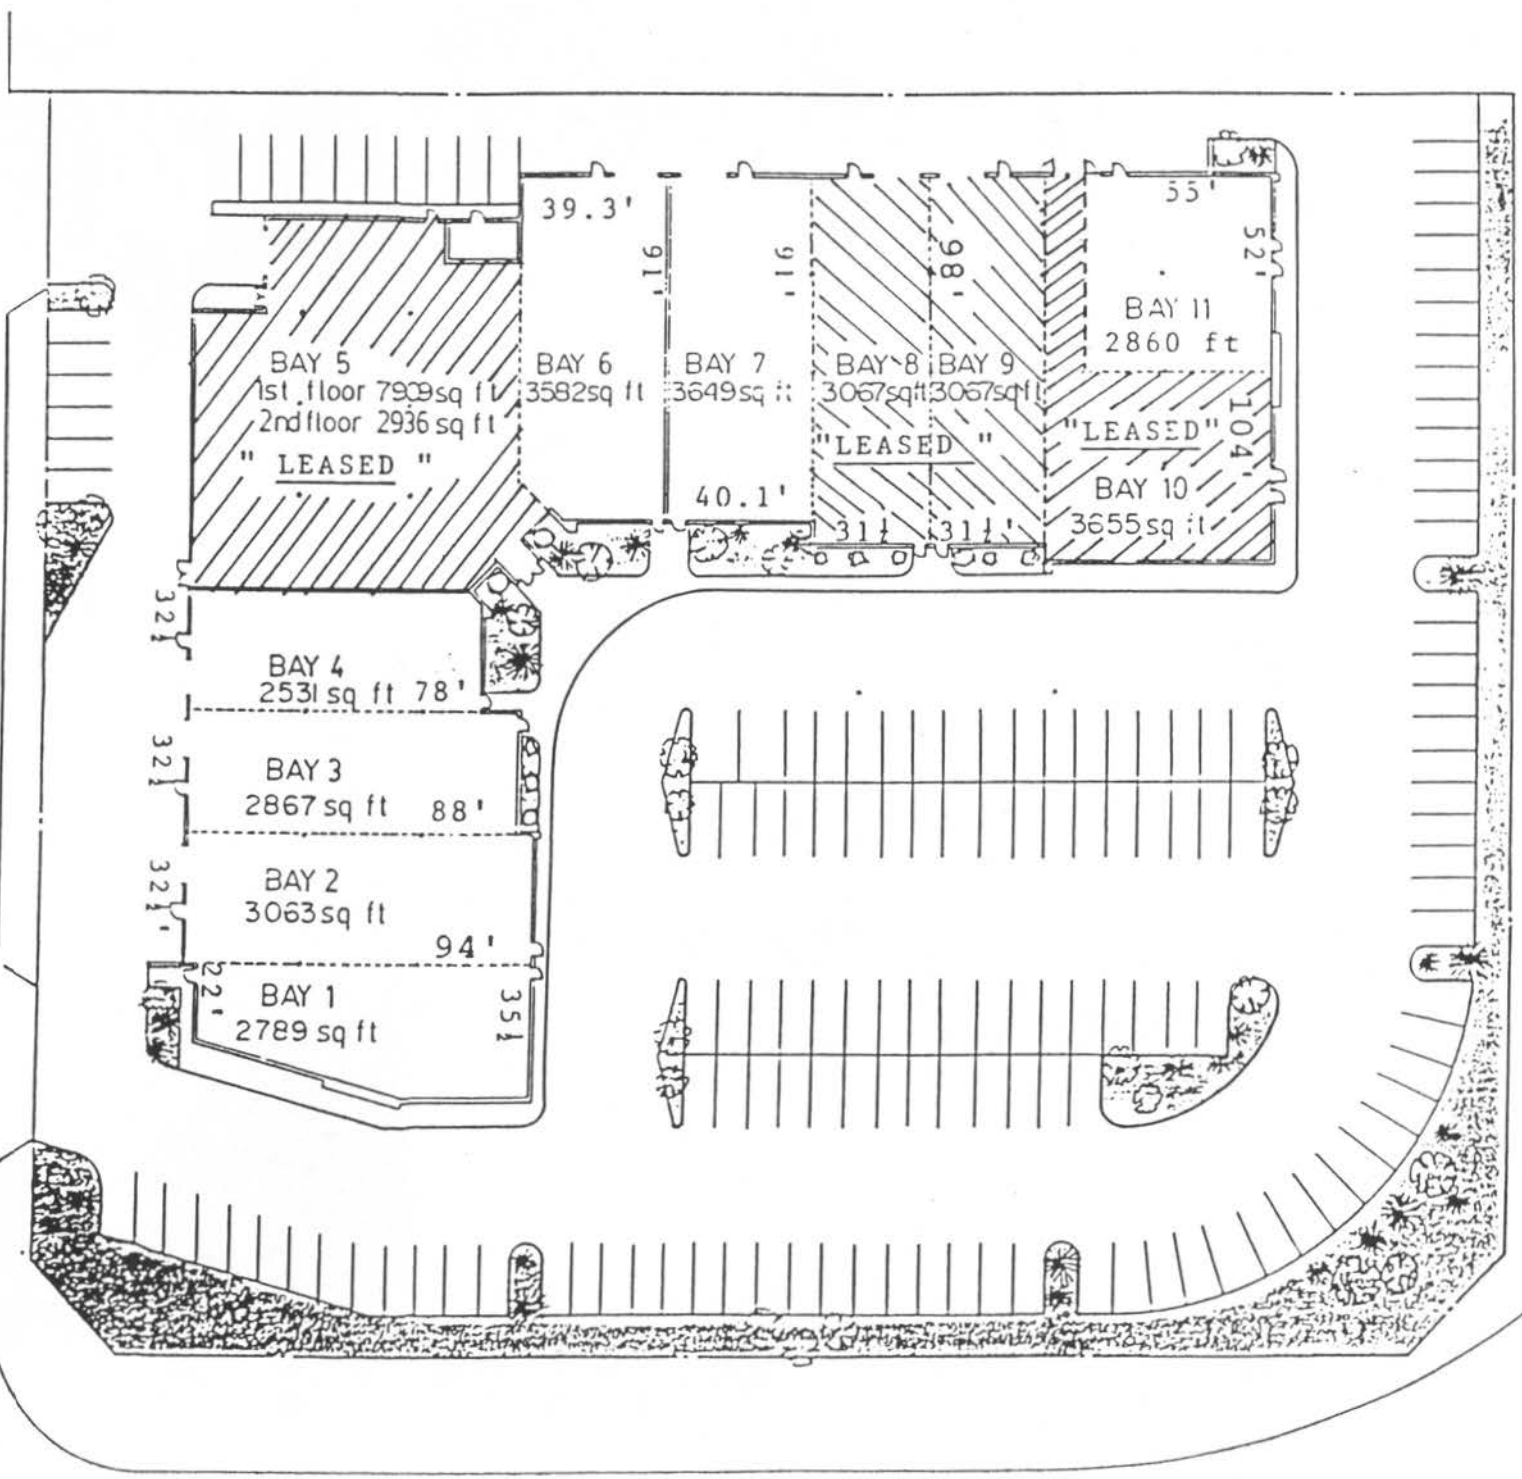 39.3'
91'
91'
98'
55'
52'
BAY 11
2860 ft
BAY 5
1st. floor 7909 sq ft
2nd floor 2936 sq ft
" LEASED "
BAY 6
3582 sq ft
BAY 7
3649 sq ft
40.1'
BAY 8
3067 sq ft
BAY 9
3067 sq ft
"LEASED "
31½
31½'
"LEASED"
104'
BAY 10
3655 sq ft
32½
BAY 4
2531 sq ft 78'
32½
BAY 3
2867 sq ft 88'
32½'
BAY 2
3063 sq ft
94'
22'
BAY 1
2789 sq ft
35½